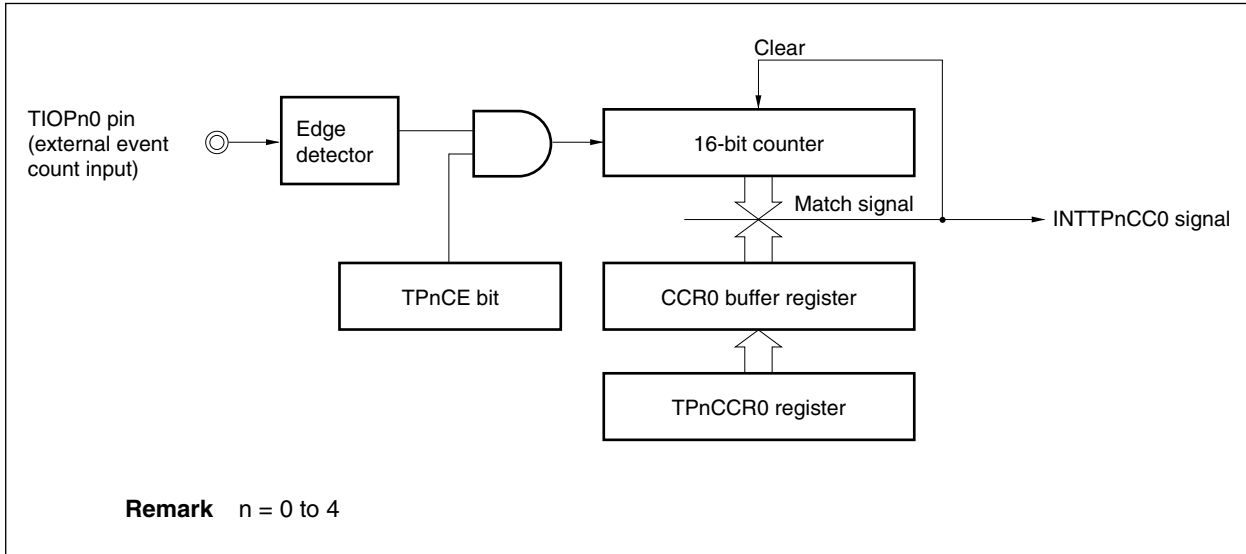 Clear
TIOPn0 pin
(external event
count input)
Edge
detector
16-bit counter
Match signal
INTTPnCC0 signal
TPnCE bit
CCR0 buffer register
TPnCCR0 register
Remark n = 0 to 4